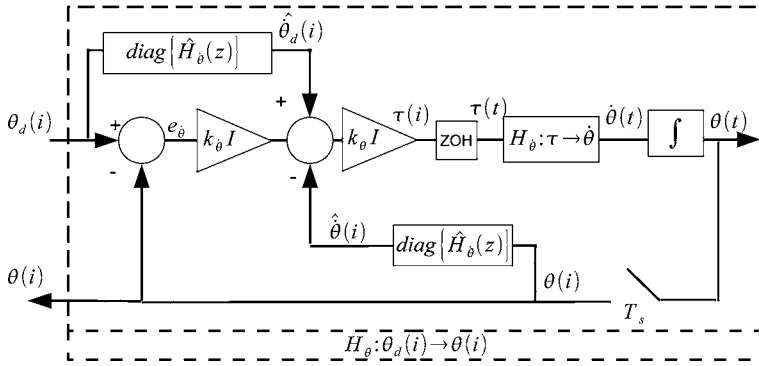 diag{Ĥ_θ̇(z)}
θ̇̂_d(i)
θ_d(i)
+
-
e_θ̇
k_θ̇ I
+
-
k_θ I
τ(i)
ZOH
τ(t)
H_θ̇:τ→θ̇
θ̇(t)
∫
θ(t)
θ̇̂(i)
diag{Ĥ_θ̇(z)}
θ(i)
θ(i)
T_s
H_θ:θ_d(i)→θ(i)